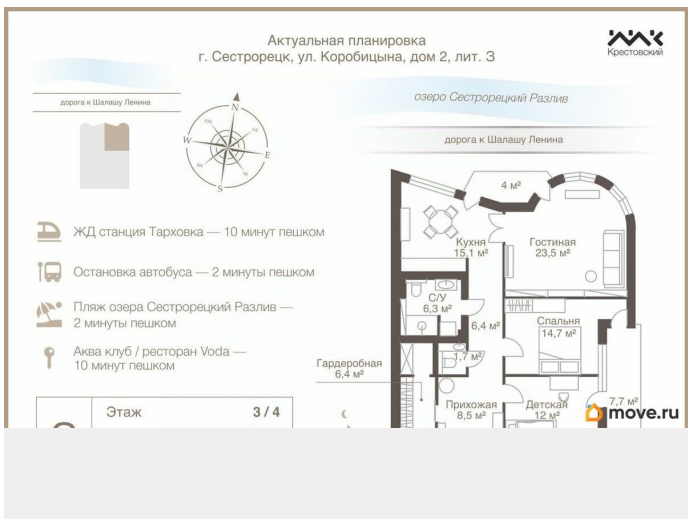 Актуальная планировка
г. Сестрорецк, ул. Коробицына, дом 2, лит. З
Крестовский
дорога к Шалашу Ленина
N
W
E
S
озеро Сестрорецкий Разлив
дорога к Шалашу Ленина
ЖД станция Тарховка — 10 минут пешком
Остановка автобуса — 2 минуты пешком
Пляж озера Сестрорецкий Разлив —
2 минуты пешком
Аква клуб / ресторан Voda —
10 минут пешком
Этаж 3 / 4
4 м²
Кухня
15,1 м²
Гостиная
23,5 м²
С/У
6,3 м²
6,4 м²
Спальня
14,7 м²
1,7 м²
Гардеробная
6,4 м²
Прихожая
8,5 м²
Детская
12 м²
7,7 м²
move.ru